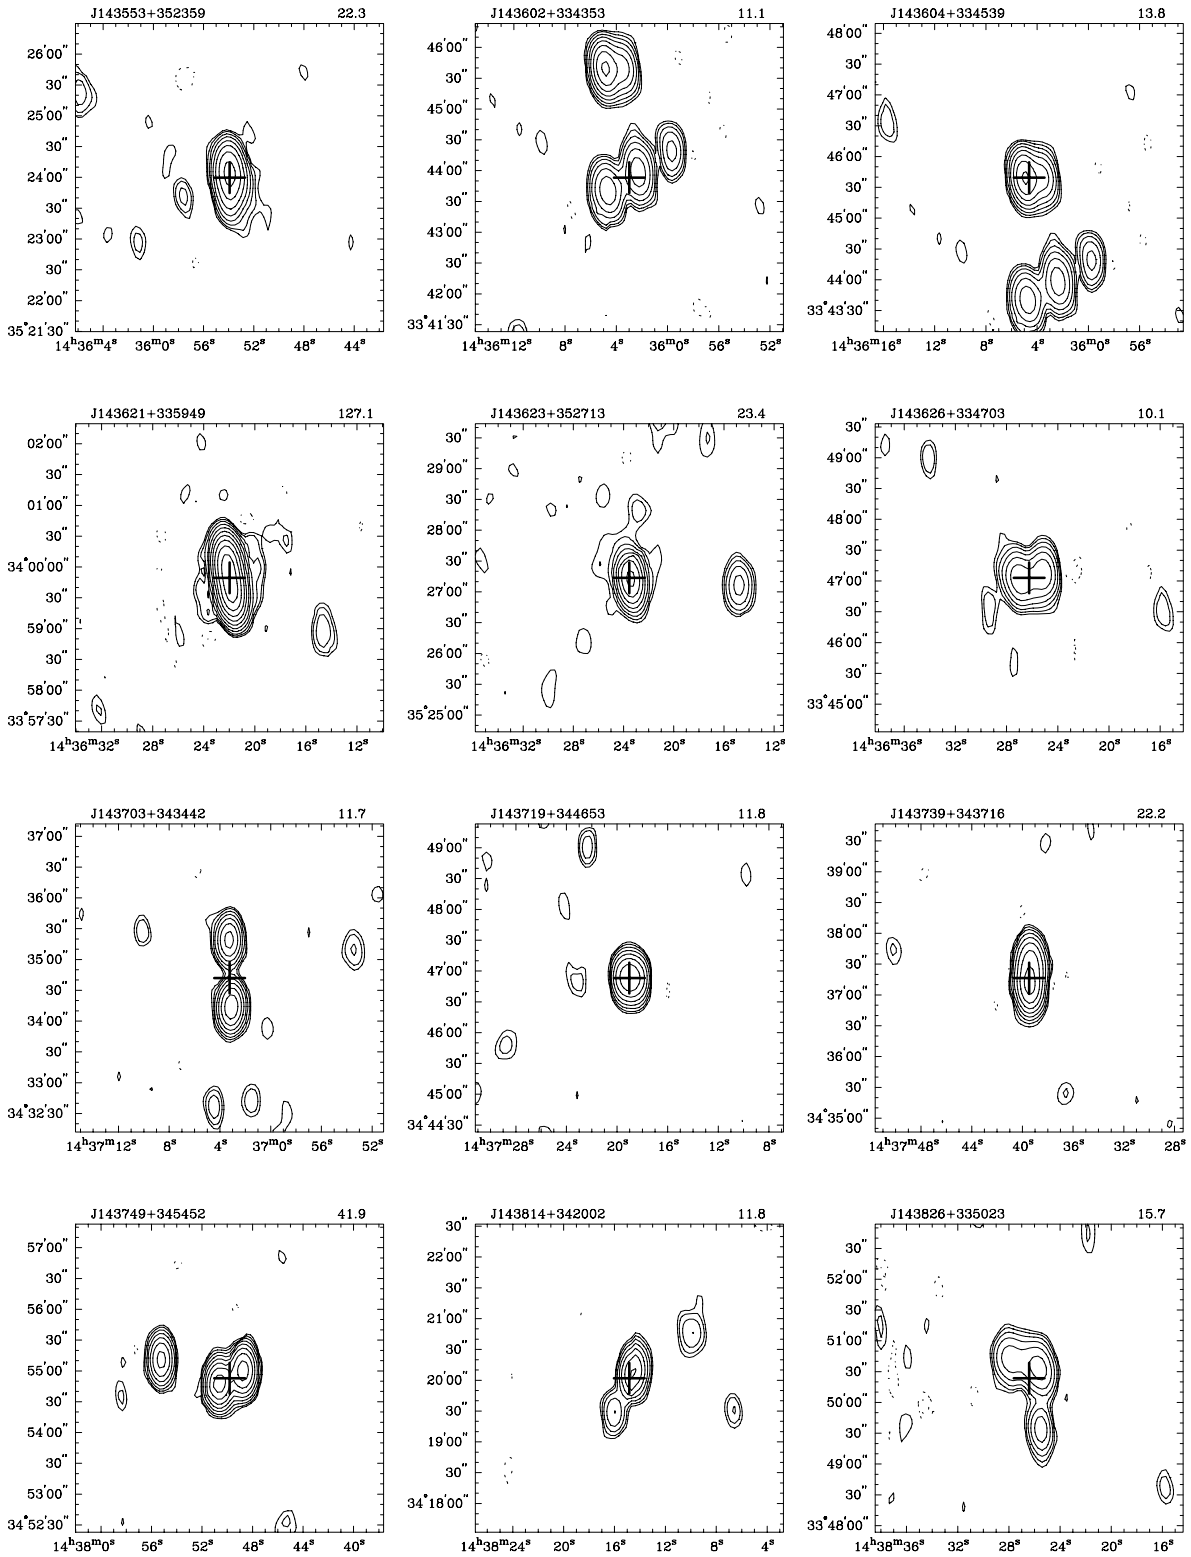 J143553+352359 22.3 J143602+334353 11.1 J143604+334539 13.8
26'00" 46'00" 48'00"
30" 30" 30"
25'00" 45'00" 47'00"
30" 30" 30"
24'00" 44'00" 46'00"
30" 30" 30"
23'00" 43'00" 45'00"
30" 30" 30"
22'00" 42'00" 44'00"
35°21'30" 33°41'30" 33°43'30"
14ʰ36ᵐ4ˢ 36ᵐ0ˢ 56ˢ 52ˢ 48ˢ 44ˢ 14ʰ36ᵐ12ˢ 8ˢ 4ˢ 36ᵐ0ˢ 56ˢ 52ˢ 14ʰ36ᵐ16ˢ 12ˢ 8ˢ 4ˢ 36ᵐ0ˢ 56ˢ
J143621+335949 127.1 J143623+352713 23.4 J143626+334703 10.1
02'00" 30" 30"
30" 29'00" 49'00"
01'00" 30" 30"
30" 28'00" 48'00"
34°00'00" 30" 30"
30" 27'00" 47'00"
59'00" 30" 30"
30" 26'00" 46'00"
58'00" 30" 30"
33°57'30" 35°25'00" 33°45'00"
14ʰ36ᵐ32ˢ 28ˢ 24ˢ 20ˢ 16ˢ 12ˢ 14ʰ36ᵐ32ˢ 28ˢ 24ˢ 20ˢ 16ˢ 12ˢ 14ʰ36ᵐ36ˢ 32ˢ 28ˢ 24ˢ 20ˢ 16ˢ
J143703+343442 11.7 J143719+344653 11.8 J143739+343716 22.2
37'00" 49'00" 30"
30" 30" 39'00"
36'00" 48'00" 30"
30" 30" 38'00"
35'00" 47'00" 30"
30" 30" 37'00"
34'00" 46'00" 30"
30" 30" 36'00"
33'00" 45'00" 30"
34°32'30" 34°44'30" 34°35'00"
14ʰ37ᵐ12ˢ 8ˢ 4ˢ 37ᵐ0ˢ 56ˢ 52ˢ 14ʰ37ᵐ28ˢ 24ˢ 20ˢ 16ˢ 12ˢ 8ˢ 14ʰ37ᵐ48ˢ 44ˢ 40ˢ 36ˢ 32ˢ 28ˢ
J143749+345452 41.9 J143814+342002 11.8 J143826+335023 15.7
57'00" 30" 30"
30" 22'00" 52'00"
56'00" 30" 30"
30" 21'00" 51'00"
55'00" 30" 30"
30" 20'00" 50'00"
54'00" 30" 30"
30" 19'00" 49'00"
53'00" 30" 30"
34°52'30" 34°18'00" 33°48'00"
14ʰ38ᵐ0ˢ 56ˢ 52ˢ 48ˢ 44ˢ 40ˢ 14ʰ38ᵐ24ˢ 20ˢ 16ˢ 12ˢ 8ˢ 4ˢ 14ʰ38ᵐ36ˢ 32ˢ 28ˢ 24ˢ 20ˢ 16ˢ